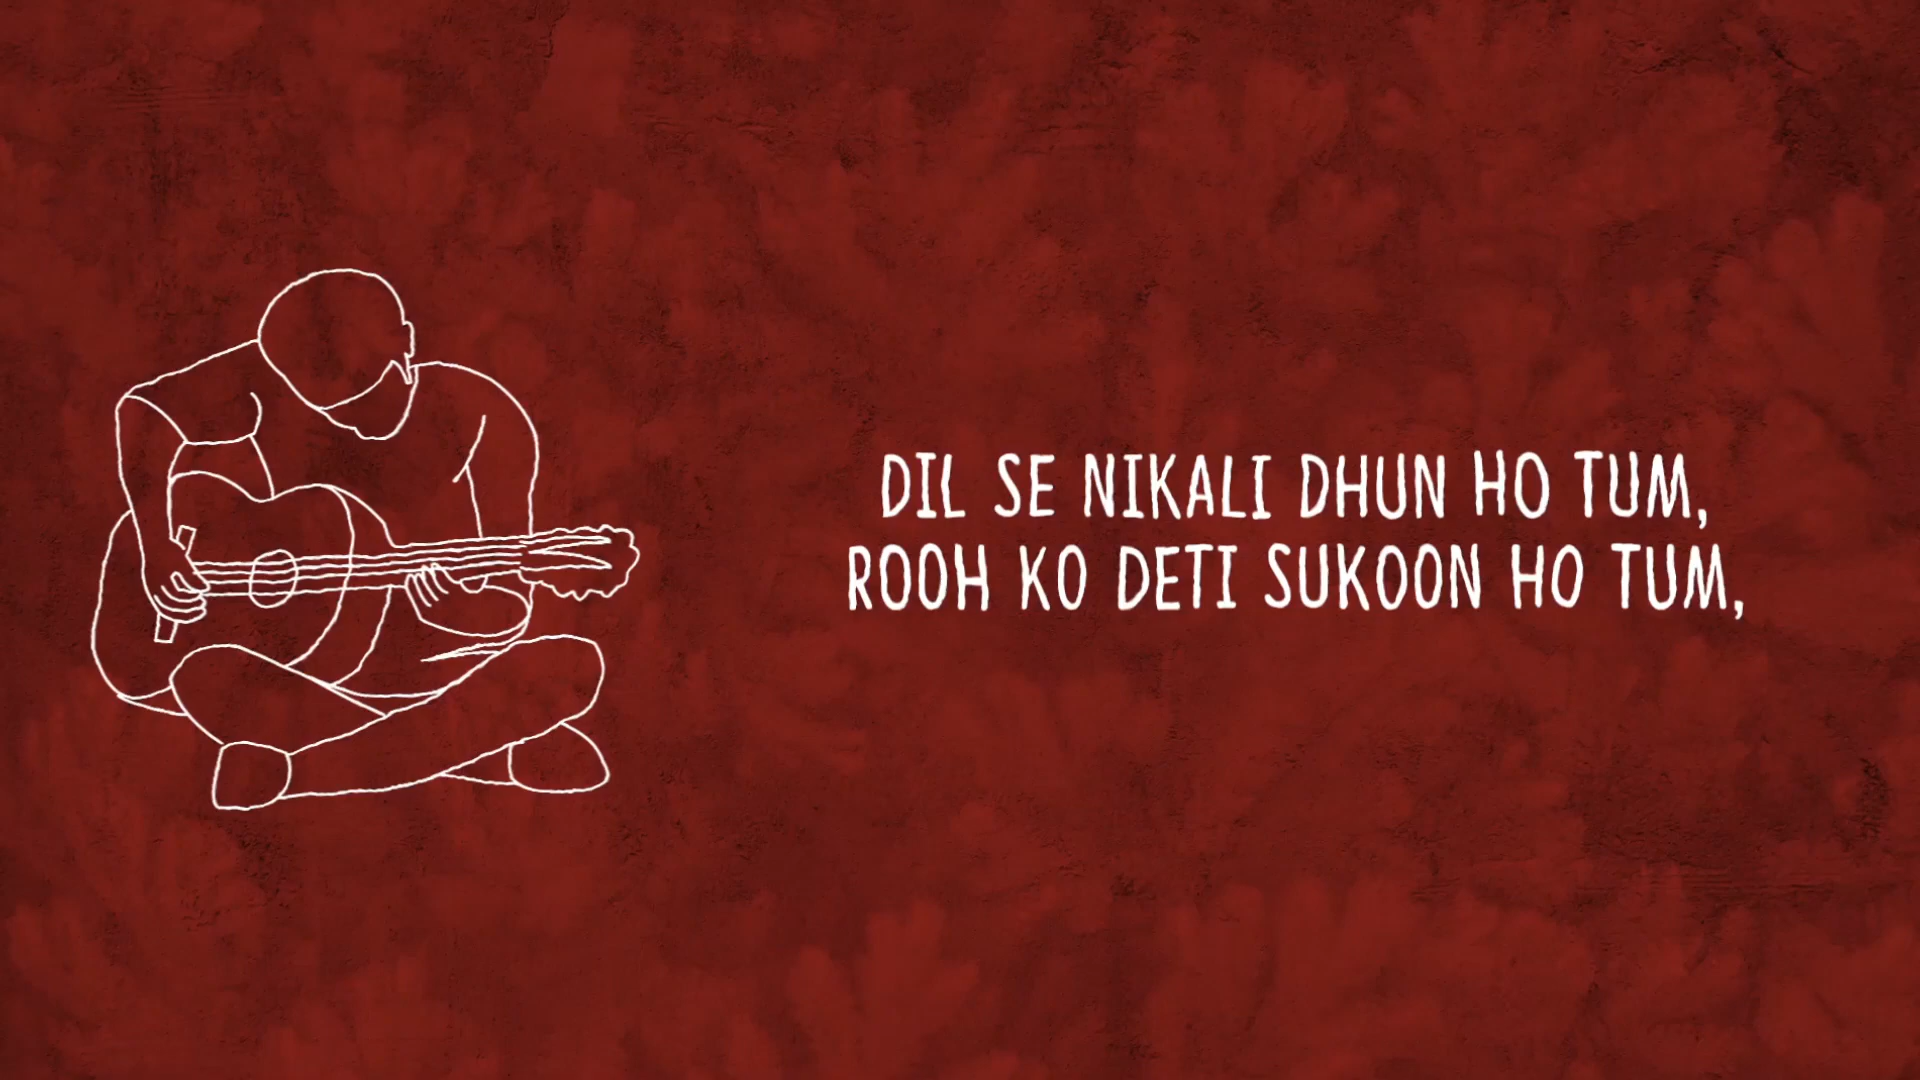 DIL SE NIKALI DHUN HO TUM,
ROOH KO DETI SUKOON HO TUM,